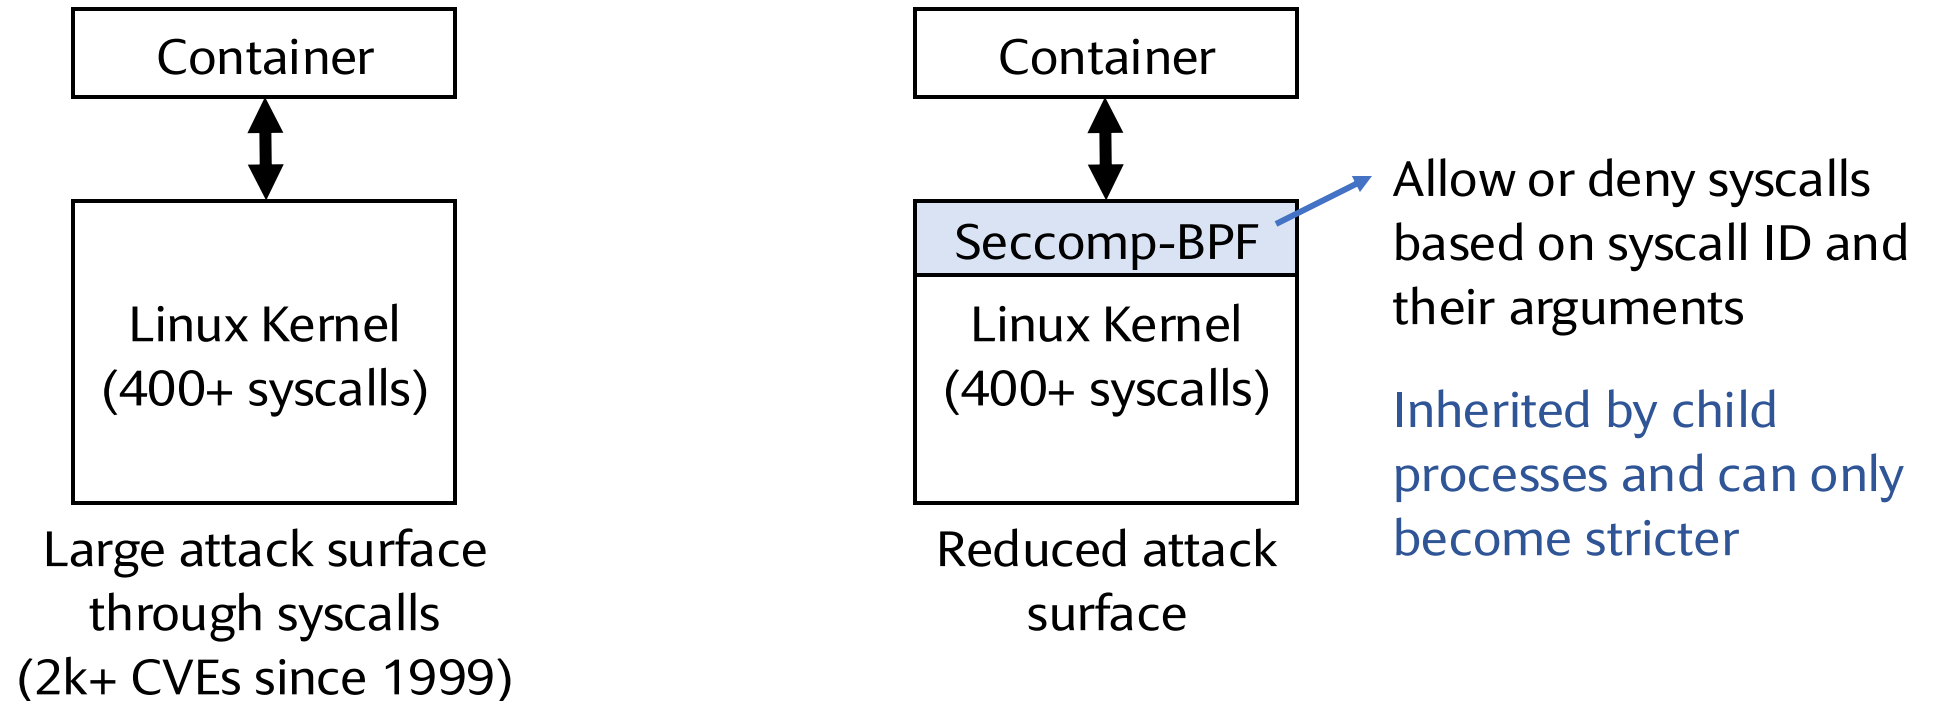 Container
Linux Kernel
(400+ syscalls)
Large attack surface
through syscalls
(2k+ CVEs since 1999)
Container
Seccomp-BPF
Linux Kernel
(400+ syscalls)
Reduced attack
surface
Allow or deny syscalls
based on syscall ID and
their arguments
Inherited by child
processes and can only
become stricter